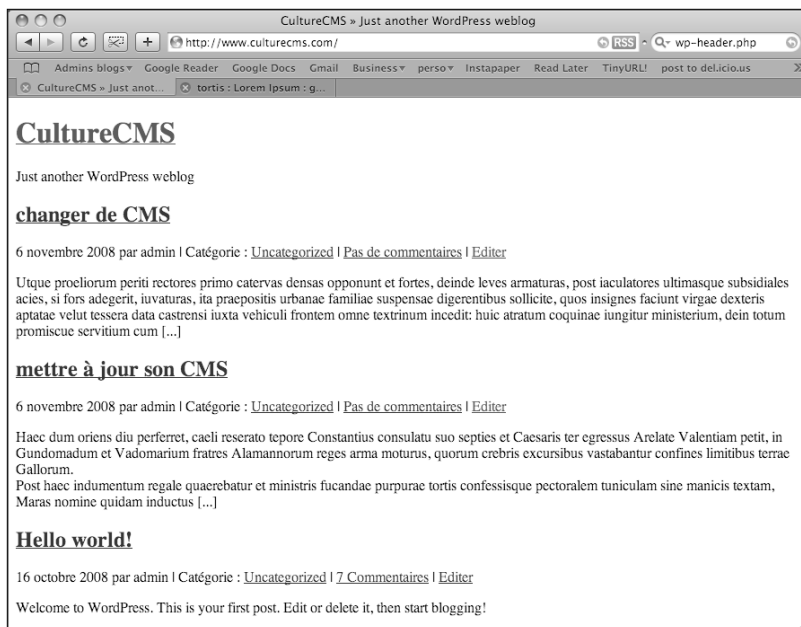 CultureCMS » Just another WordPress weblog
http://www.culturecms.com/
RSS
wp-header.php
Admins blogs▾ Google Reader Google Docs Gmail Business▾ perso▾ Instapaper Read Later TinyURL! post to del.icio.us
CultureCMS » Just anot... tortis : Lorem Ipsum : g...
CultureCMS
Just another WordPress weblog
changer de CMS
6 novembre 2008 par admin | Catégorie : Uncategorized | Pas de commentaires | Editer
Utque proeliorum periti rectores primo catervas densas opponunt et fortes, deinde leves armaturas, post iaculatores ultimasque subsidiales
acies, si fors adegerit, iuvaturas, ita praepositis urbanae familiae suspensae digerentibus sollicite, quos insignes faciunt virgae dexteris
aptatae velut tessera data castrensi iuxta vehiculi frontem omne textrinum incedit: huic atratum coquinae iungitur ministerium, dein totum
promiscue servitium cum [...]
mettre à jour son CMS
6 novembre 2008 par admin | Catégorie : Uncategorized | Pas de commentaires | Editer
Haec dum oriens diu perferret, caeli reserato tepore Constantius consulatu suo septies et Caesaris ter egressus Arelate Valentiam petit, in
Gundomadum et Vadomarium fratres Alamannorum reges arma moturus, quorum crebris excursibus vastabantur confines limitibus terrae
Gallorum.
Post haec indumentum regale quaerebatur et ministris fucandae purpurae tortis confessisque pectoralem tuniculam sine manicis textam,
Maras nomine quidam inductus [...]
Hello world!
16 octobre 2008 par admin | Catégorie : Uncategorized | 7 Commentaires | Editer
Welcome to WordPress. This is your first post. Edit or delete it, then start blogging!